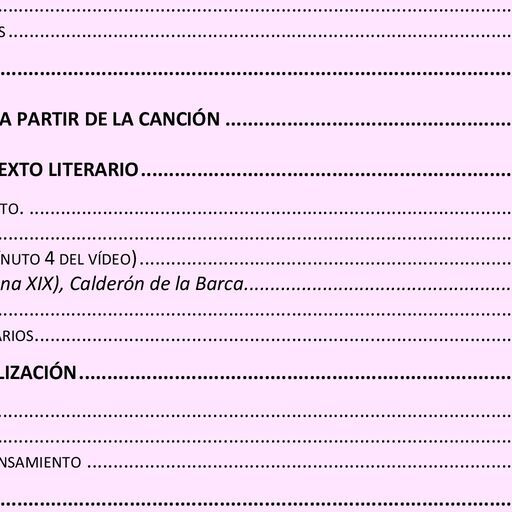 S........................................................................
........................................................................
A PARTIR DE LA CANCIÓN ................................................
EXTO LITERARIO................................................................
TO. ................................................................................
NUTO 4 DEL VÍDEO)................................................................
na XIX), Calderón de la Barca................................................
ARIOS................................................................................
LIZACIÓN........................................................................
NSAMIENTO ........................................................................